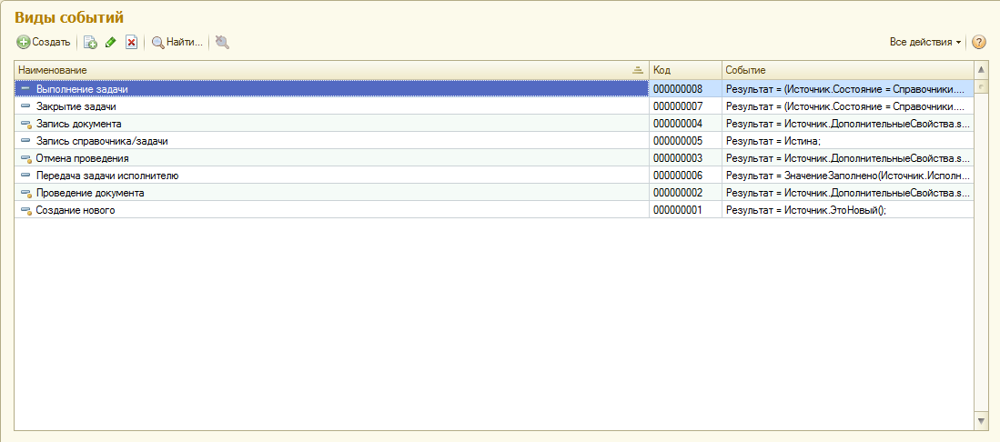 Виды событий
Создать Найти... Все действия ?
Наименование Код Событие
Выполнение задачи 000000008 Результат = (Источник.Состояние = Справочники....
Закрытие задачи 000000007 Результат = (Источник.Состояние = Справочники....
Запись документа 000000004 Результат = Источник.ДополнительныеСвойства.s...
Запись справочника/задачи 000000005 Результат = Истина;
Отмена проведения 000000003 Результат = Источник.ДополнительныеСвойства.s...
Передача задачи исполнителю 000000006 Результат = ЗначениеЗаполнено(Источник.Исполн...
Проведение документа 000000002 Результат = Источник.ДополнительныеСвойства.s...
Создание нового 000000001 Результат = Источник.ЭтоНовый();